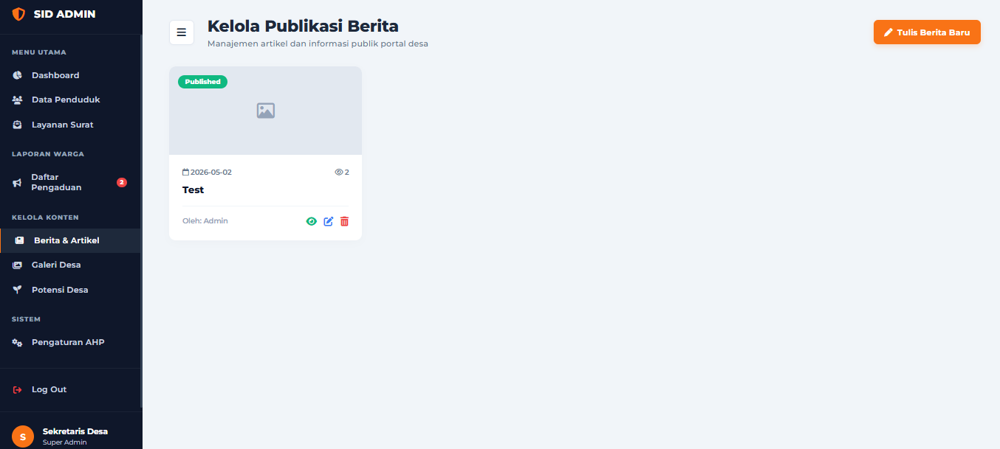 SID ADMIN
MENU UTAMA
Dashboard
Data Penduduk
Layanan Surat
LAPORAN WARGA
Daftar
Pengaduan
2
KELOLA KONTEN
Berita & Artikel
Galeri Desa
Potensi Desa
SISTEM
Pengaturan AHP
Log Out
S
Sekretaris Desa
Super Admin
Kelola Publikasi Berita
Manajemen artikel dan informasi publik portal desa
Tulis Berita Baru
Published
2026-05-02
2
Test
Oleh: Admin